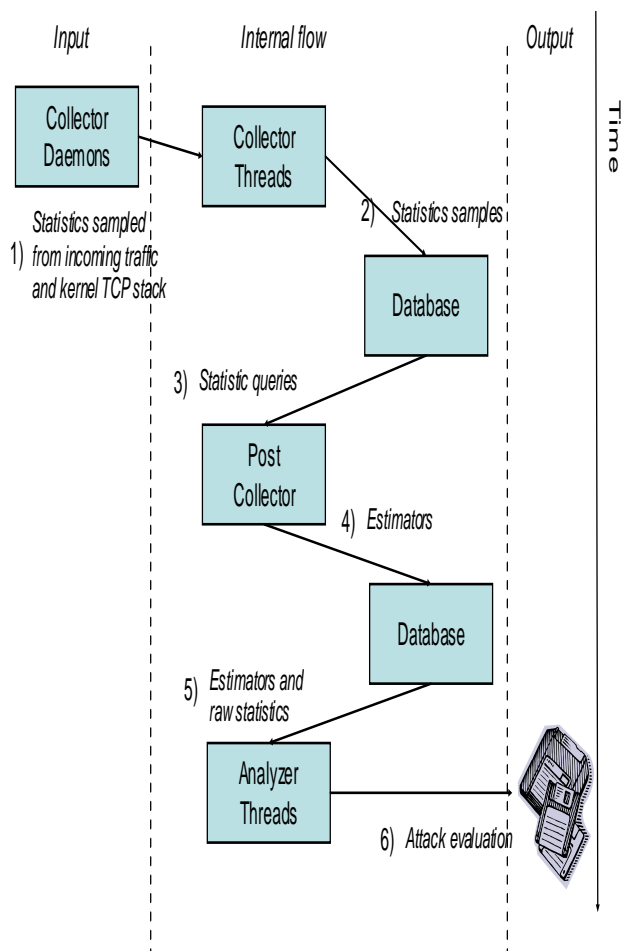 Input
Internal flow
Output
Time
Collector
Daemons
Collector
Threads
1) Statistics sampled
from incoming traffic
and kernel TCP stack
2) Statistics samples
Database
3) Statistic queries
Post
Collector
4) Estimators
Database
5) Estimators and
raw statistics
Analyzer
Threads
6) Attack evaluation